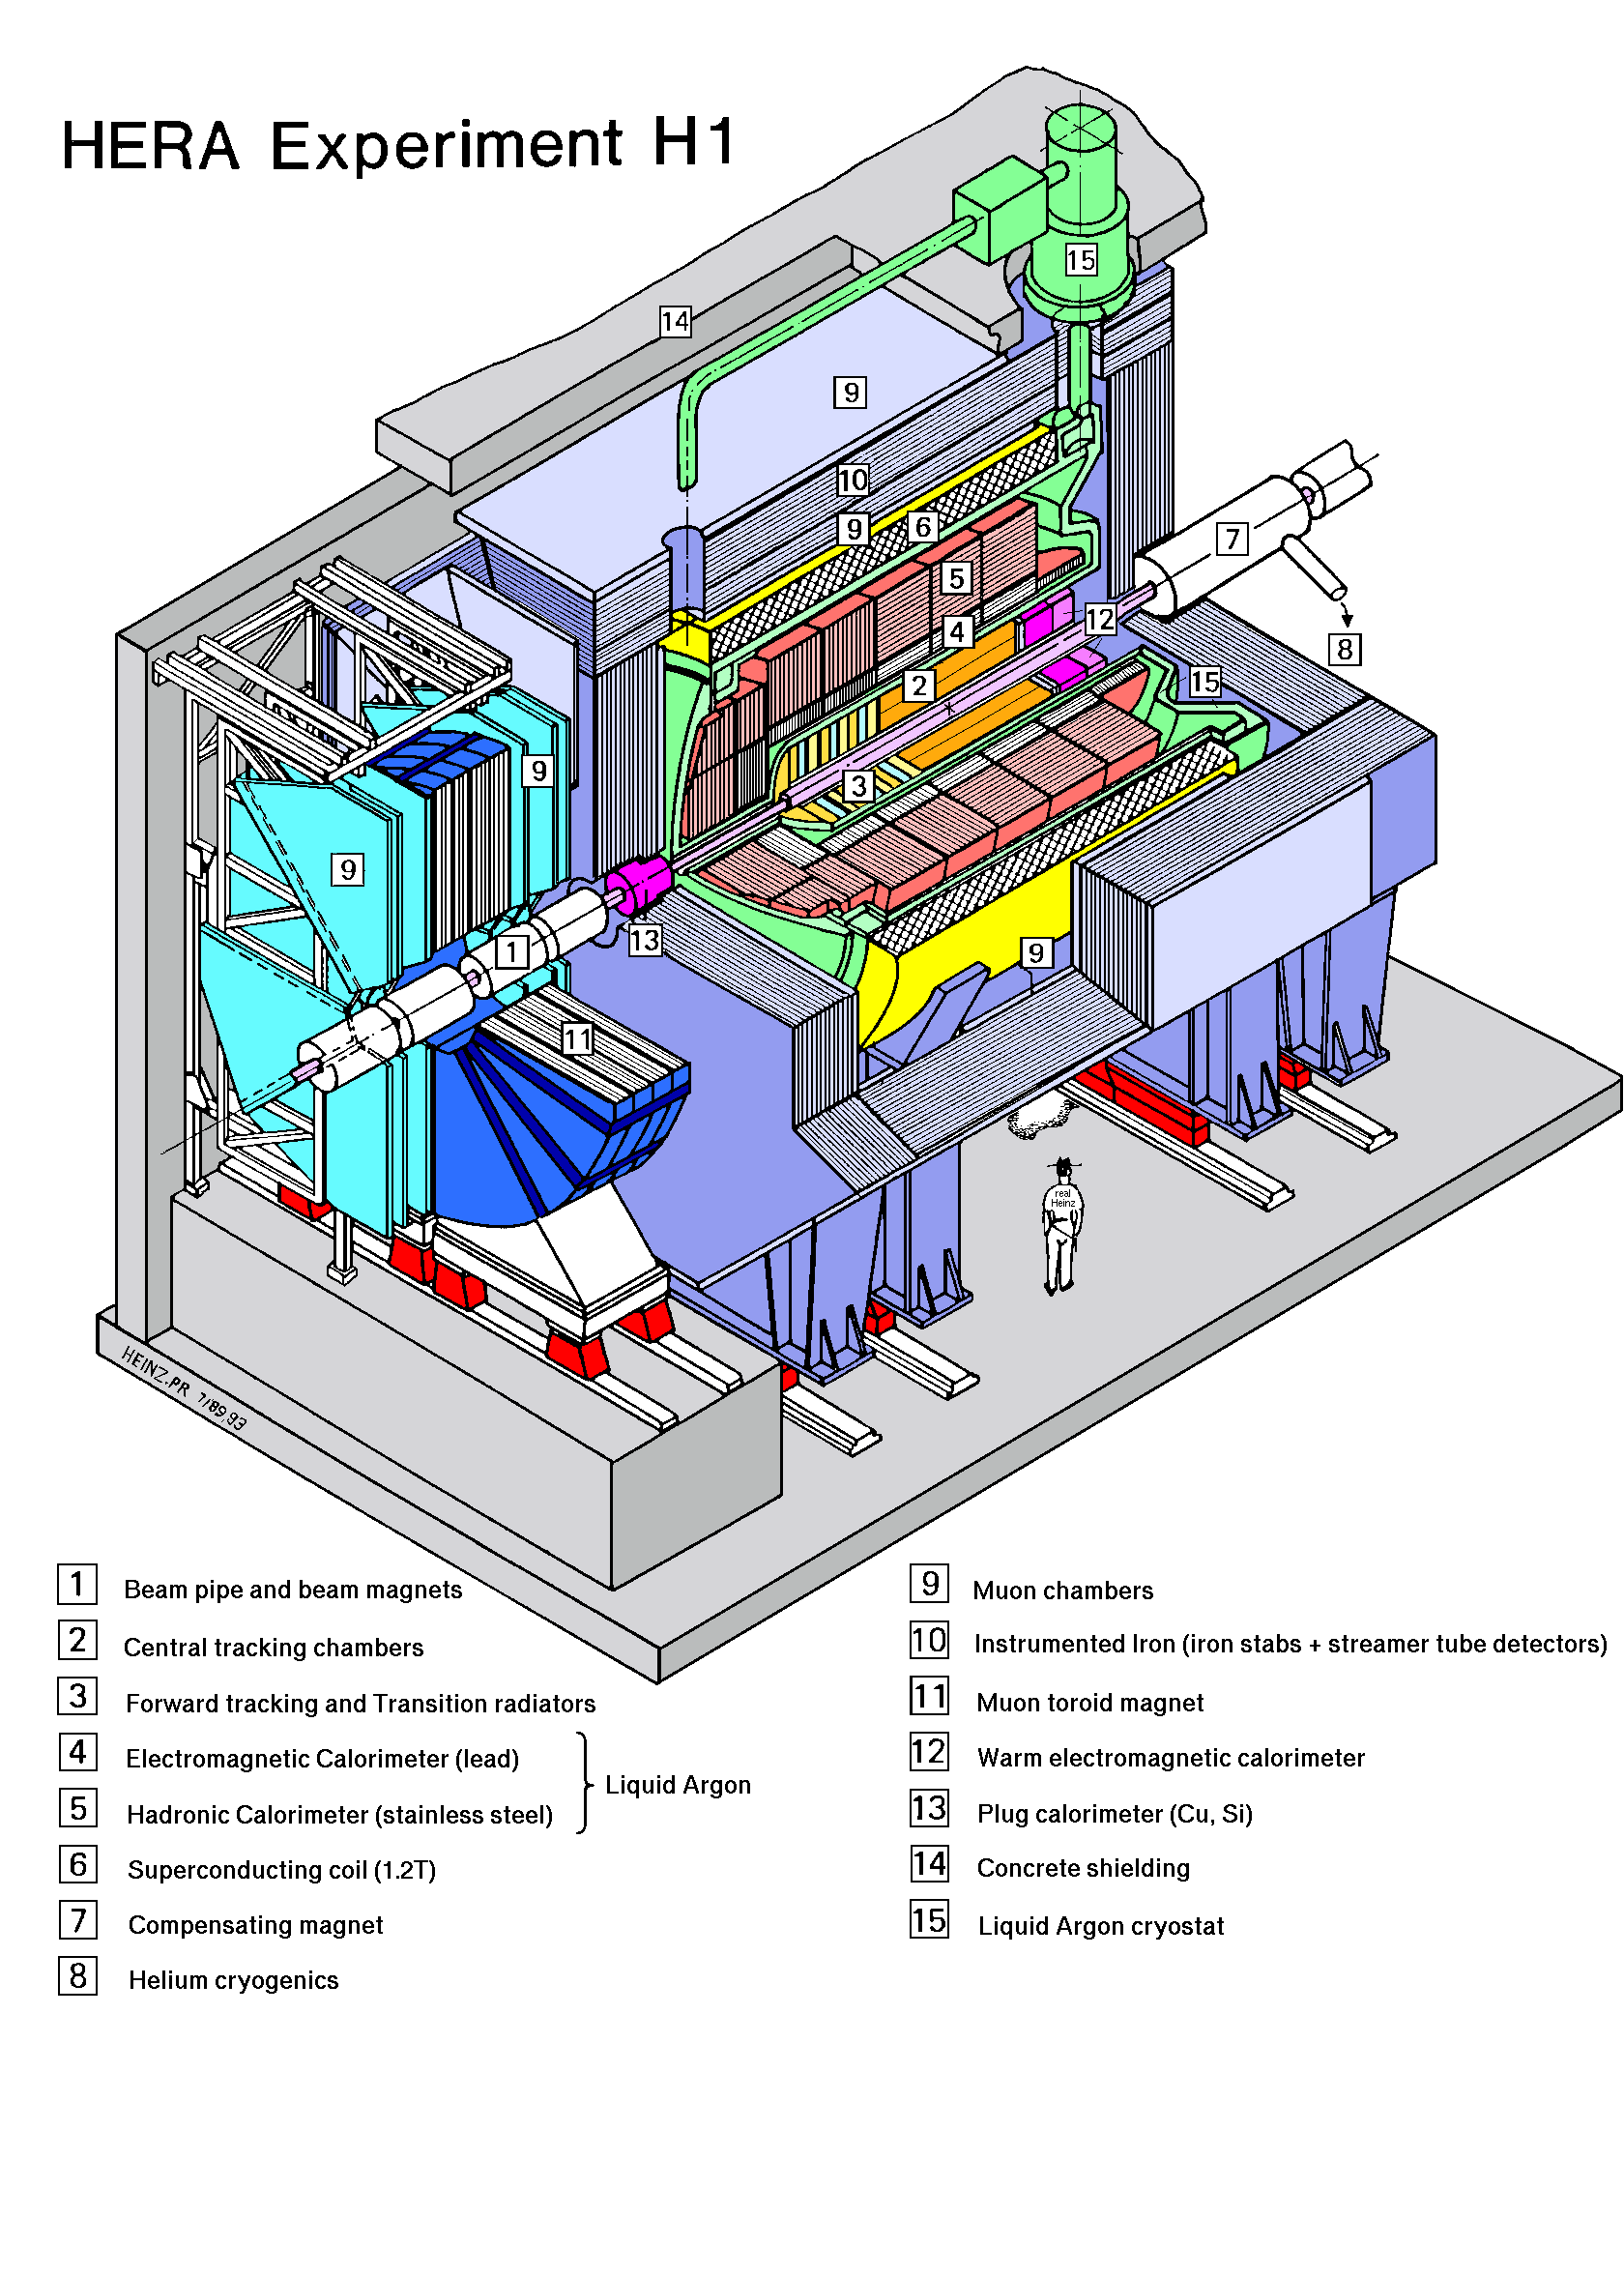 HERA Experiment H1
15
14
9
10
9
6
7
5
12
4
8
2
15
9
3
9
1
13
9
11
real
Heinz
HEINZ.PR 7/89,93
1 Beam pipe and beam magnets
2 Central tracking chambers
3 Forward tracking and Transition radiators
4 Electromagnetic Calorimeter (lead)
5 Hadronic Calorimeter (stainless steel)
Liquid Argon
6 Superconducting coil (1.2T)
7 Compensating magnet
8 Helium cryogenics
9 Muon chambers
10 Instrumented Iron (iron stabs + streamer tube detectors)
11 Muon toroid magnet
12 Warm electromagnetic calorimeter
13 Plug calorimeter (Cu, Si)
14 Concrete shielding
15 Liquid Argon cryostat